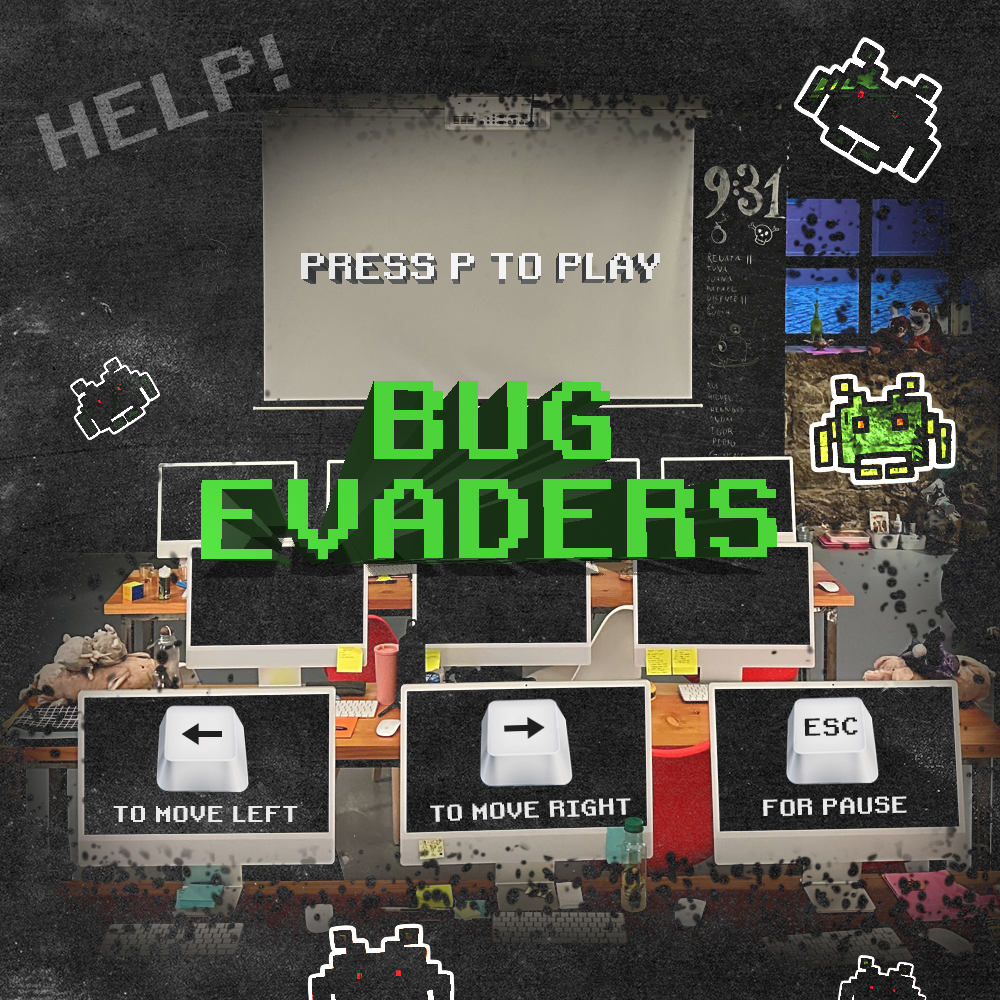 HELP!
9:31
PRESS P TO PLAY
BUG
EVADERS
ESC
TO MOVE LEFT
TO MOVE RIGHT
FOR PAUSE